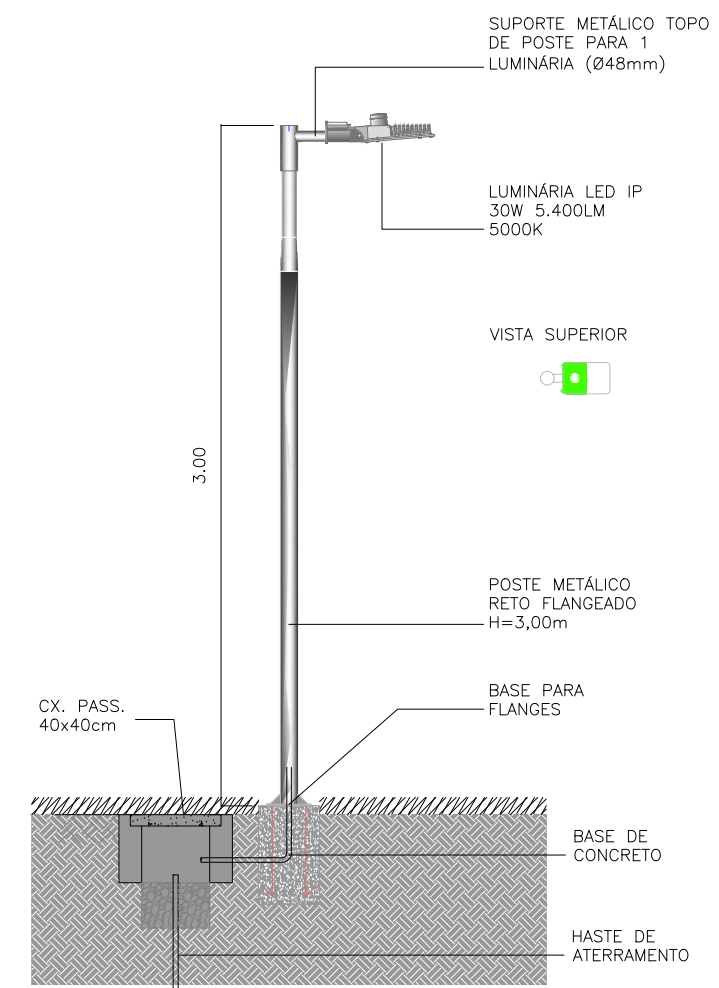 SUPORTE METÁLICO TOPO
DE POSTE PARA 1
LUMINÁRIA (Ø48mm)
LUMINÁRIA LED IP
30W 5.400LM
5000K
VISTA SUPERIOR
3.00
POSTE METÁLICO
RETO FLANGEADO
H=3,00m
BASE PARA
FLANGES
CX. PASS.
40x40cm
BASE DE
CONCRETO
HASTE DE
ATERRAMENTO